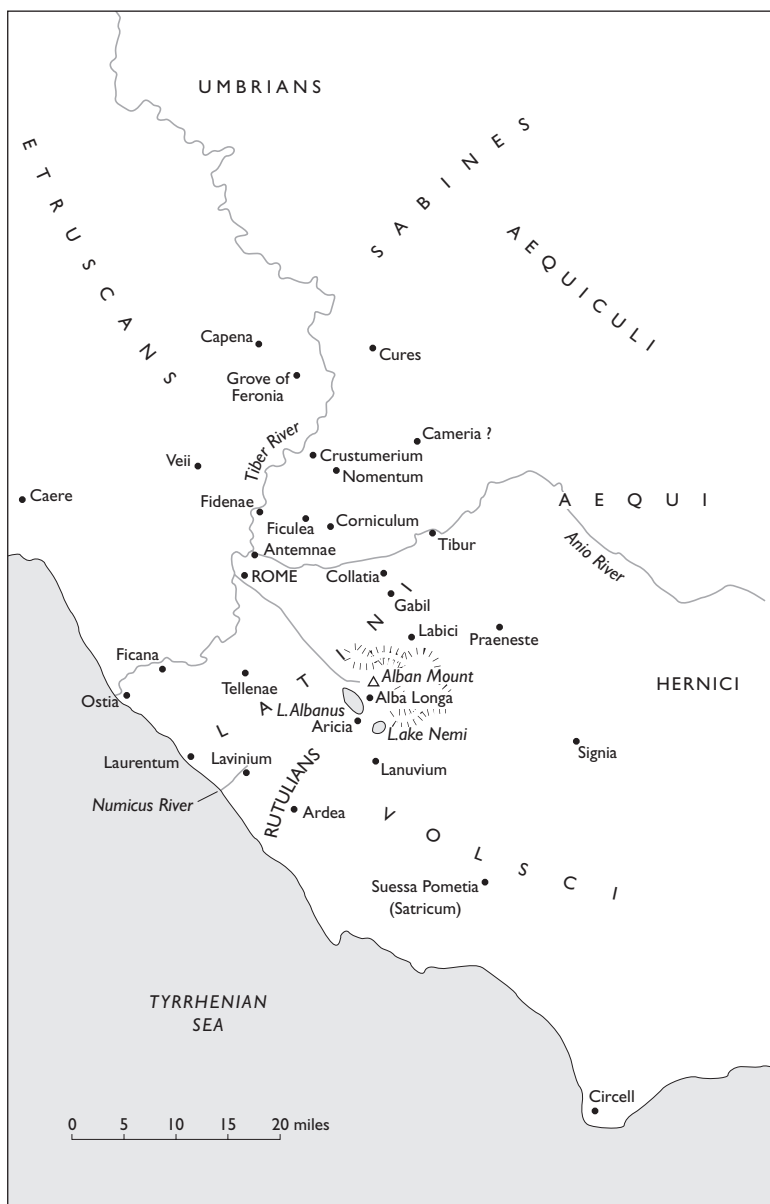 UMBRIANS
ETRUSCANS
SABINES
AEQUICULI
Capena
Cures
Grove of
Feronia
Tiber River
Cameria ?
Crustumerium
Veii
Nomentum
Caere
AEQUI
Fidenae
Ficulea
Corniculum
Tibur
Anio River
Antemnae
ROME
Collatia
Gabil
LATINI
Labici
Praeneste
Ficana
Alban Mount
HERNICI
Tellenae
Ostia
L. Albanus
Alba Longa
Aricia
Lake Nemi
Signia
Laurentum
Lavinium
Lanuvium
Numicus River
RUTULIANS
Ardea
VOLSCI
Suessa Pometia
(Satricum)
TYRRHENIAN
SEA
Circell
0 5 10 15 20 miles